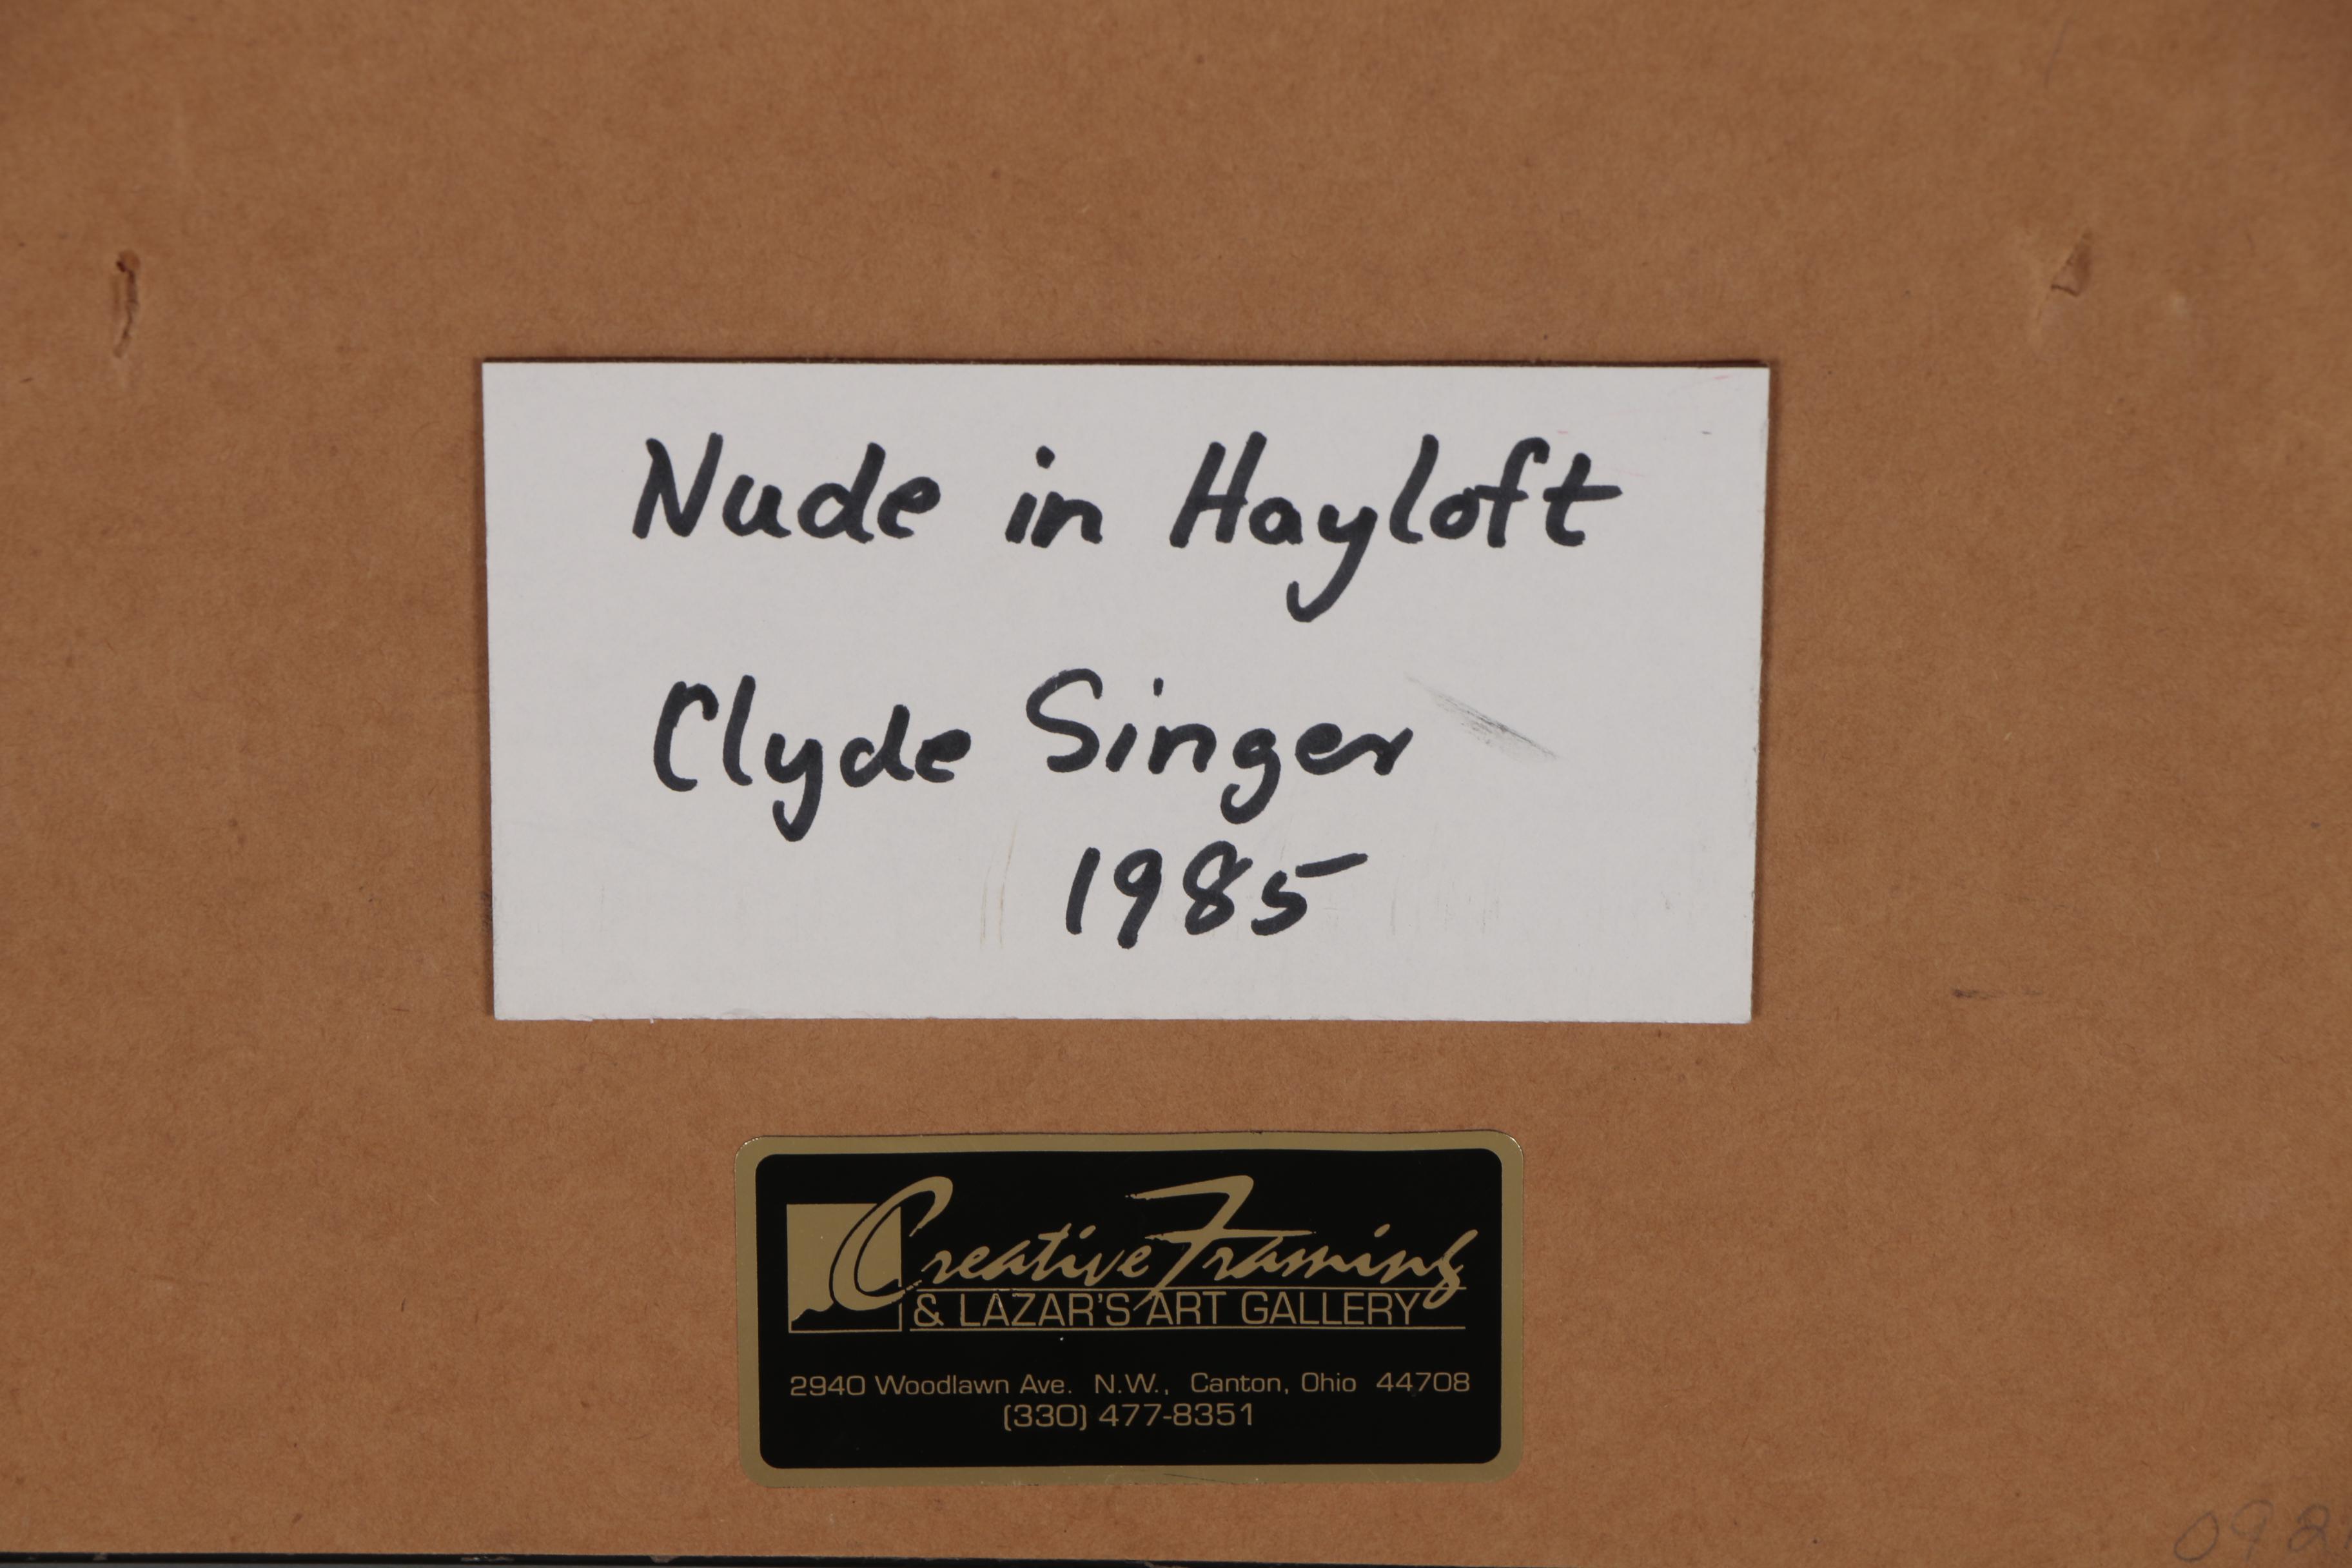 Nude in Hayloft
Clyde Singer
1985
Creative Framing
& LAZAR'S ART GALLERY
2940 Woodlawn Ave. N.W., Canton, Ohio 44708
(330) 477-8351
092